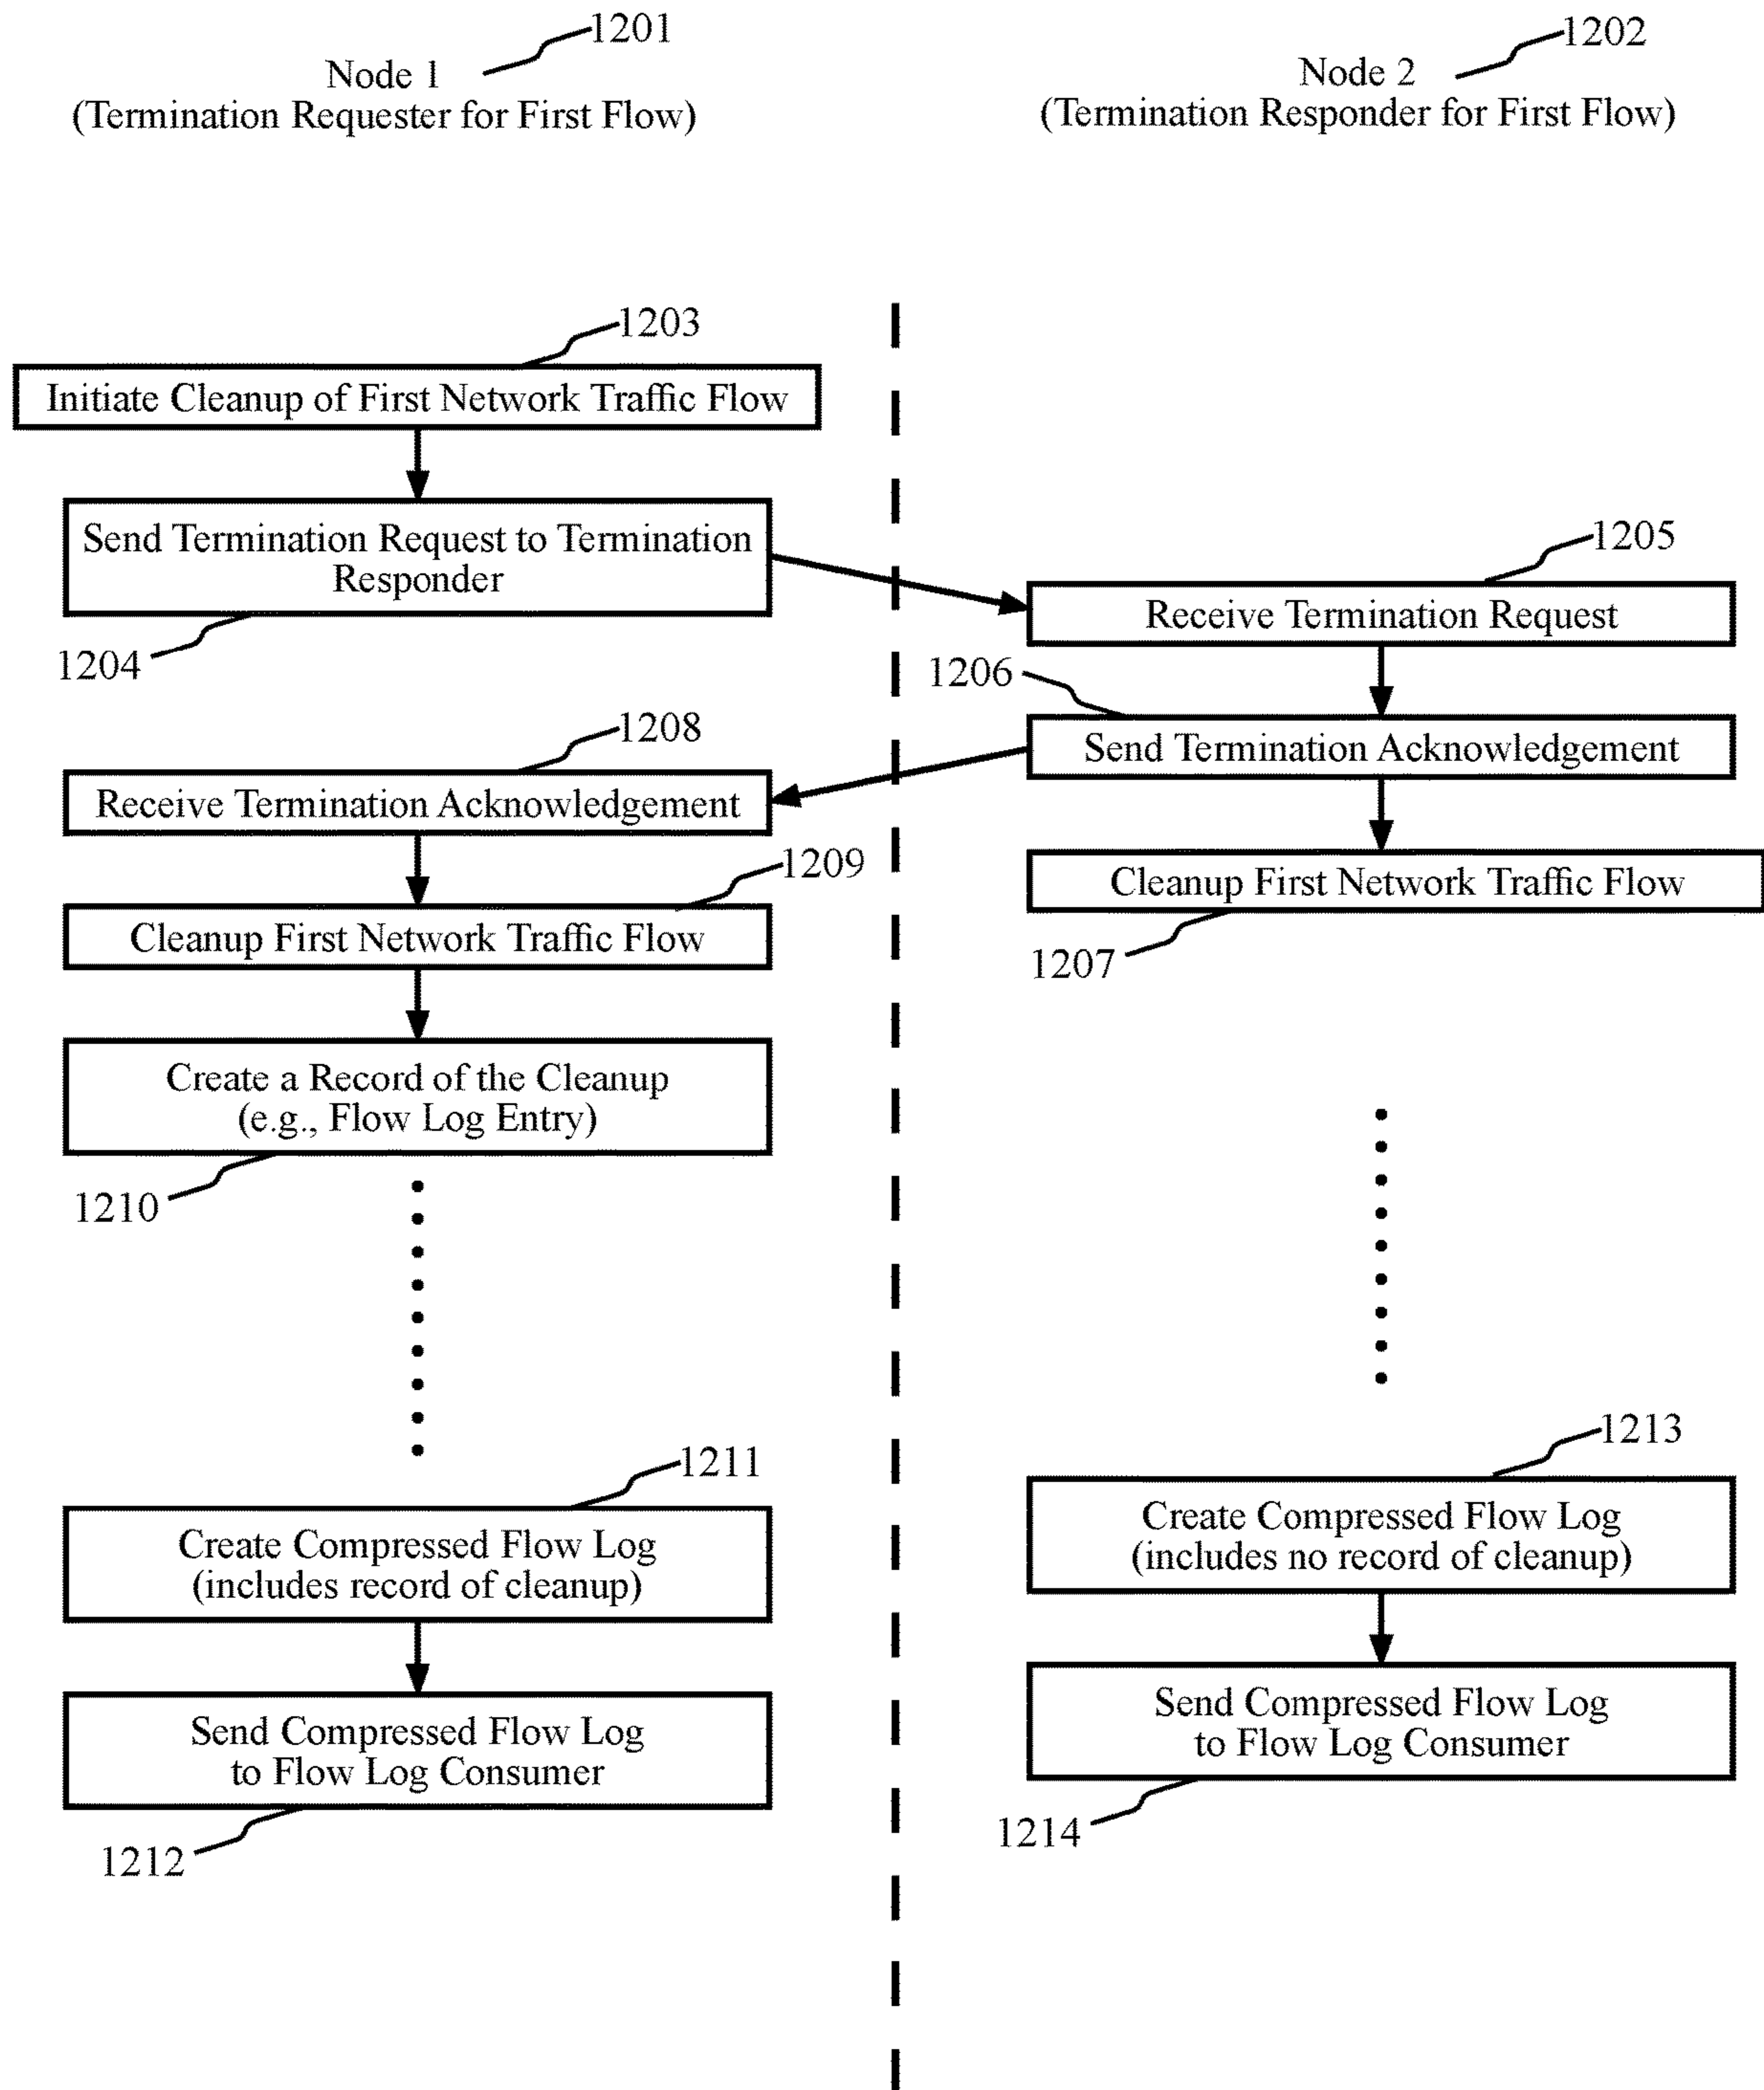 1201
Node 1
(Termination Requester for First Flow)
1202
Node 2
(Termination Responder for First Flow)
1203
Initiate Cleanup of First Network Traffic Flow
Send Termination Request to Termination
Responder
1204
1205
Receive Termination Request
1206
Send Termination Acknowledgement
1208
Receive Termination Acknowledgement
Cleanup First Network Traffic Flow
1207
1209
Cleanup First Network Traffic Flow
Create a Record of the Cleanup
(e.g., Flow Log Entry)
1210
1211
Create Compressed Flow Log
(includes record of cleanup)
Send Compressed Flow Log
to Flow Log Consumer
1212
1213
Create Compressed Flow Log
(includes no record of cleanup)
Send Compressed Flow Log
to Flow Log Consumer
1214